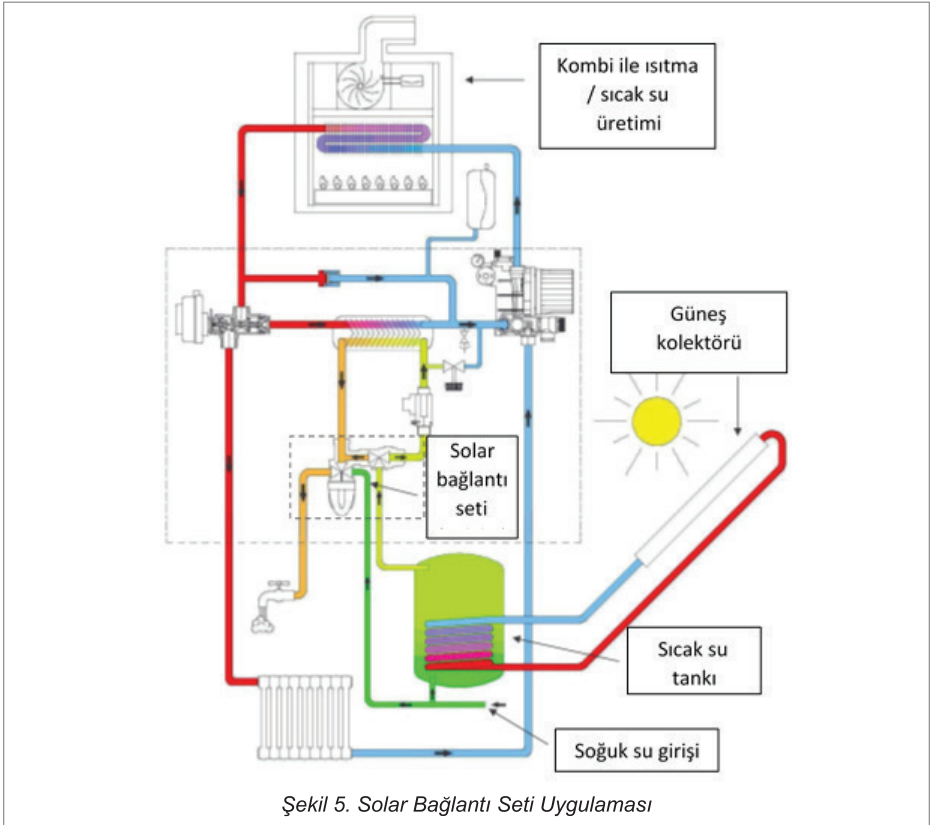 Kombi ile ısıtma
/ sıcak su
üretimi
Güneş
kolektörü
Solar
bağlantı
seti
Sıcak su
tankı
Soğuk su girişi
Şekil 5. Solar Bağlantı Seti Uygulaması